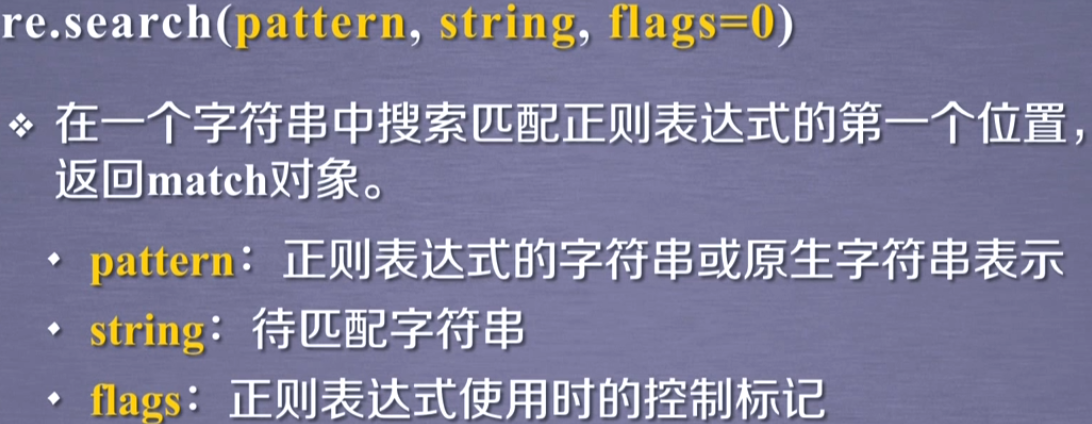 re.search(pattern, string, flags=0)
❖ 在一个字符串中搜索匹配正则表达式的第一个位置，
返回match对象。
• pattern：正则表达式的字符串或原生字符串表示
• string：待匹配字符串
• flags：正则表达式使用时的控制标记